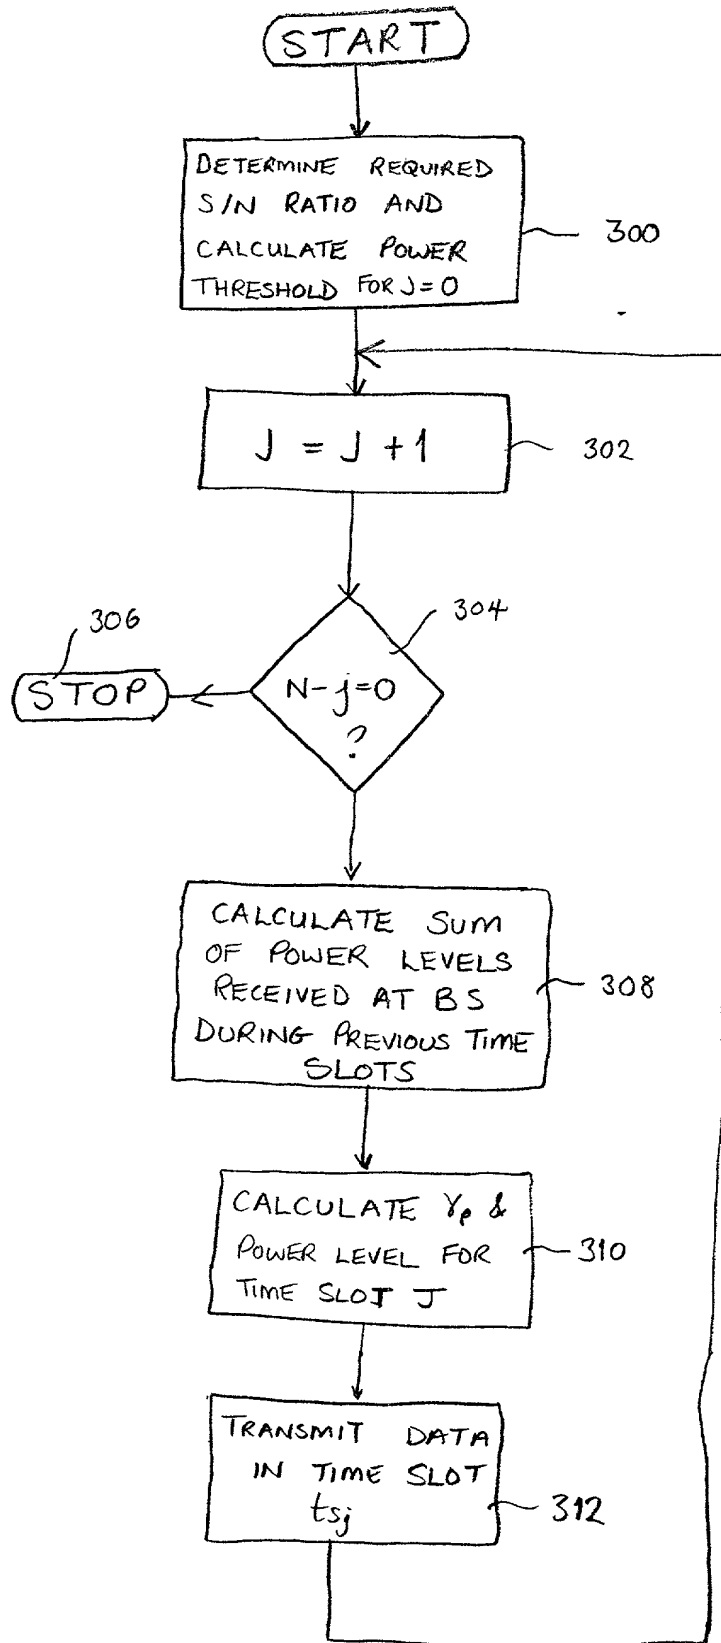 START
DETERMINE REQUIRED
S/N RATIO AND
CALCULATE POWER
THRESHOLD FOR J=0
300
J = J +1
302
304
306
STOP
N-j=0
?
CALCULATE SUM
OF POWER LEVELS
RECEIVED AT BS
DURING PREVIOUS TIME
SLOTS
308
CALCULATE γρ &
POWER LEVEL FOR
TIME SLOT J
310
TRANSMIT DATA
IN TIME SLOT
tsj
312